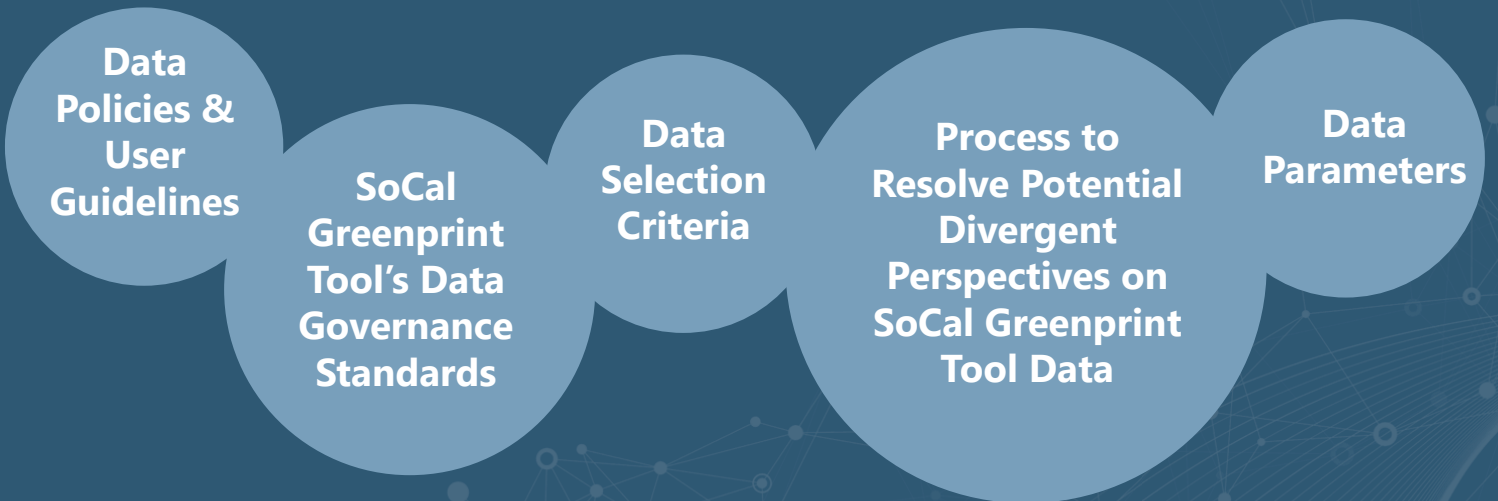 Data
Policies &
User
Guidelines
SoCal
Greenprint
Tool’s Data
Governance
Standards
Data
Selection
Criteria
Process to
Resolve Potential
Divergent
Perspectives on
SoCal Greenprint
Tool Data
Data
Parameters